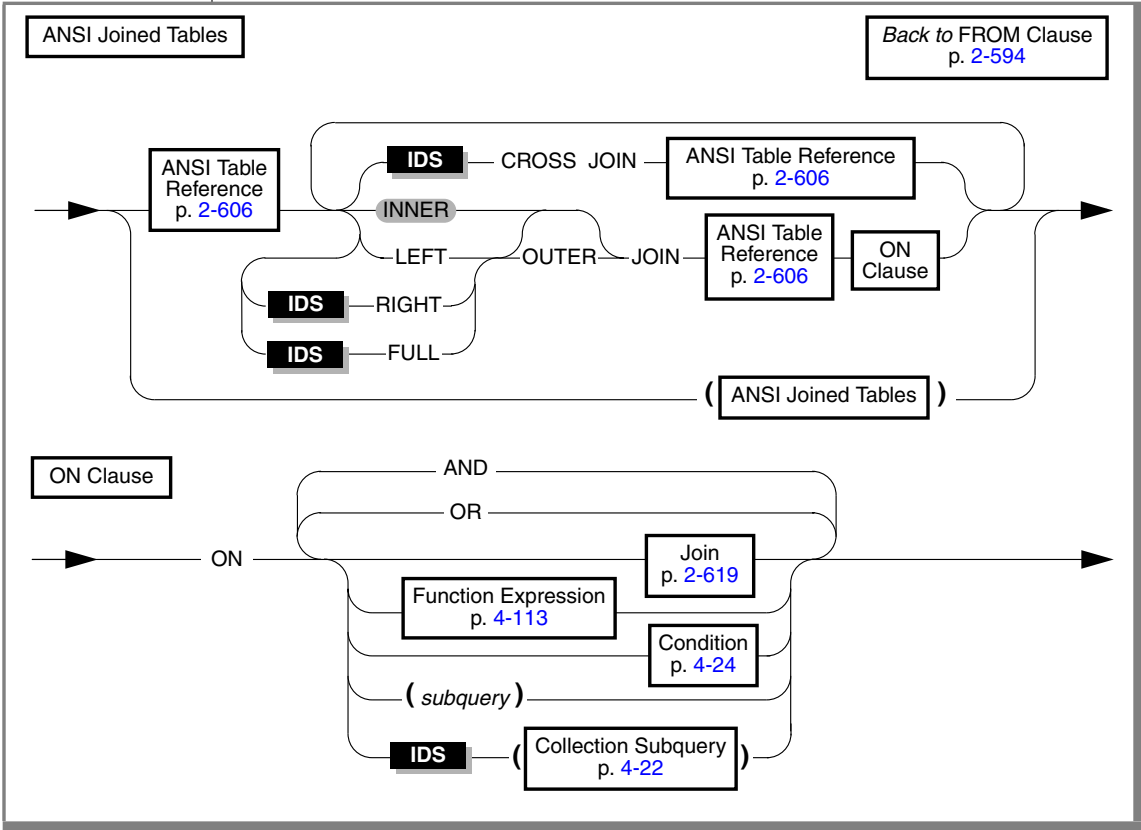 ANSI Joined Tables
Back to FROM Clause
p. 2-594
ANSI Table
Reference
p. 2-606
IDS
CROSS JOIN
ANSI Table Reference
p. 2-606
INNER
LEFT
OUTER
JOIN
ANSI Table
Reference
p. 2-606
ON
Clause
IDS
RIGHT
IDS
FULL
( ANSI Joined Tables )
ON Clause
AND
OR
ON
Join
p. 2-619
Function Expression
p. 4-113
Condition
p. 4-24
( subquery )
IDS
( Collection Subquery
p. 4-22 )